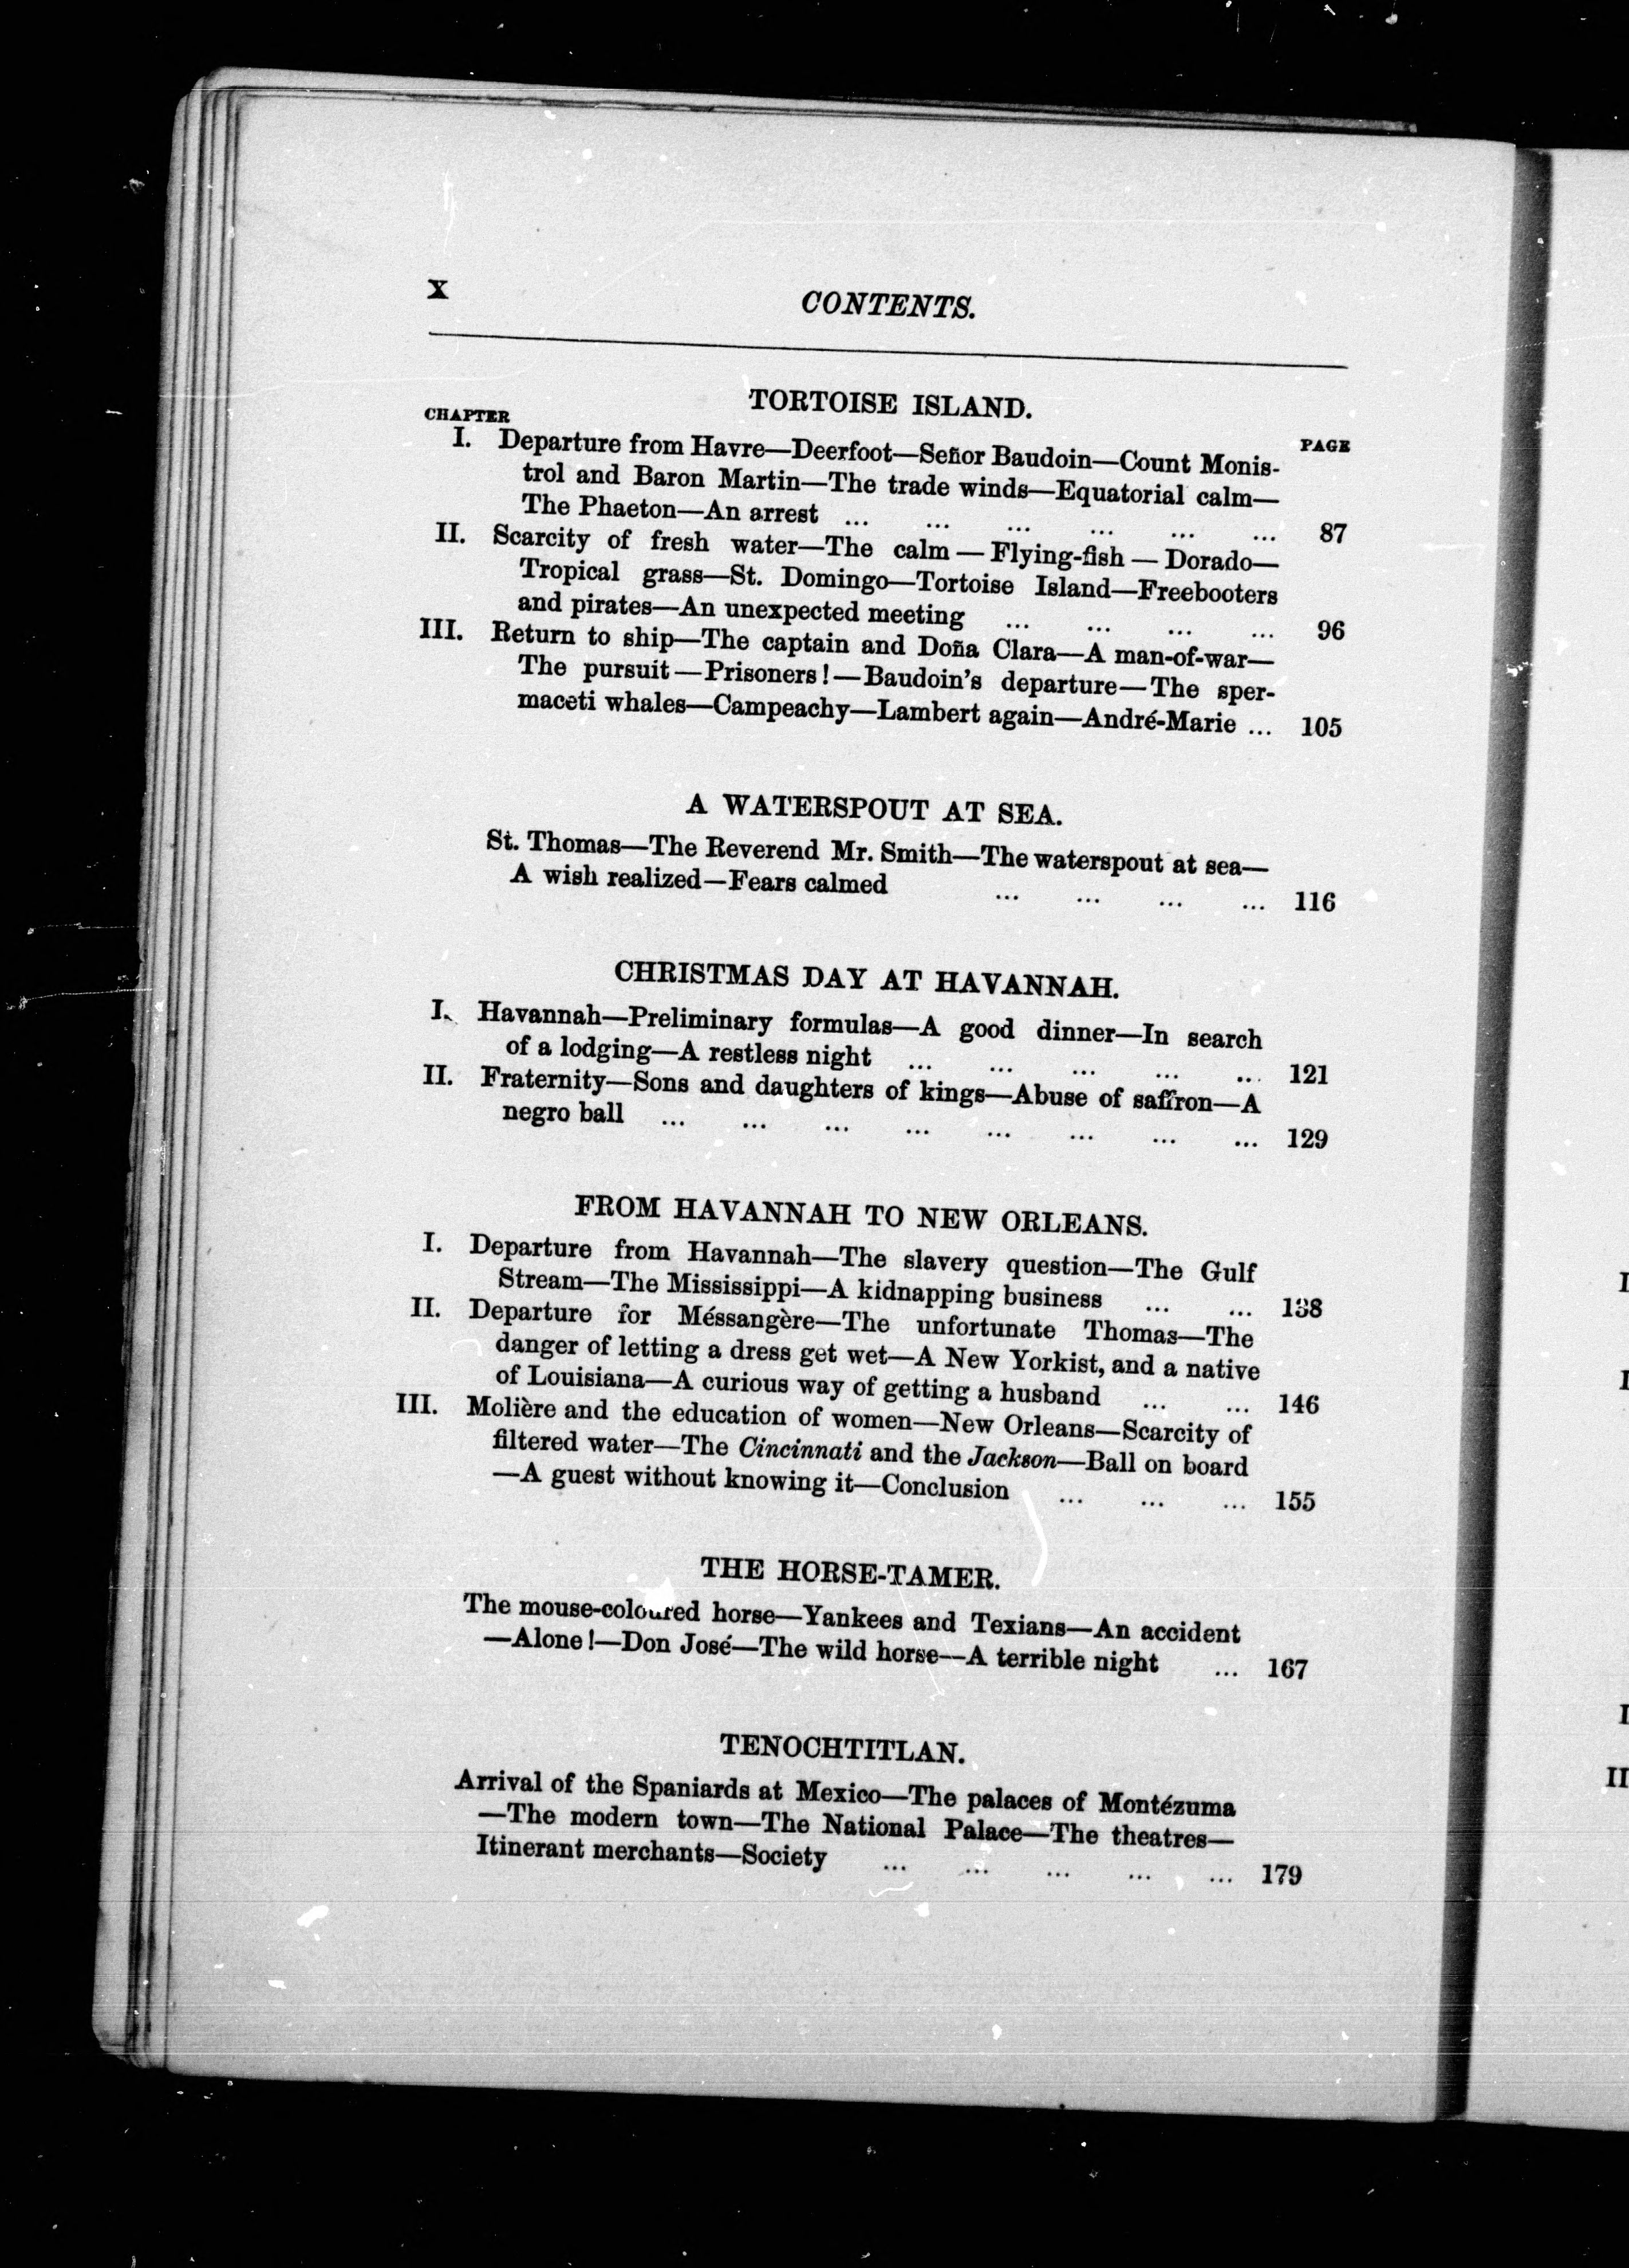 X
CONTENTS.
TORTOISE ISLAND.
CHAPTER
PAGE
I. Departure from Havre—Deerfoot—Señor Baudoin—Count Monis-
trol and Baron Martin—The trade winds—Equatorial calm—
The Phaeton—An arrest ... ... ... ... ... ... 87
II. Scarcity of fresh water—The calm — Flying-fish — Dorado—
Tropical grass—St. Domingo—Tortoise Island—Freebooters
and pirates—An unexpected meeting ... ... ... ... 96
III. Return to ship—The captain and Doña Clara—A man-of-war—
The pursuit — Prisoners! — Baudoin's departure — The sper-
maceti whales—Campeachy—Lambert again—André-Marie ... 105
A WATERSPOUT AT SEA.
St. Thomas—The Reverend Mr. Smith—The waterspout at sea—
A wish realized—Fears calmed ... ... ... ... 116
CHRISTMAS DAY AT HAVANNAH.
I. Havannah—Preliminary formulas—A good dinner—In search
of a lodging—A restless night ... ... ... ... ... 121
II. Fraternity—Sons and daughters of kings—Abuse of saffron—A
negro ball ... ... ... ... ... ... ... ... 129
FROM HAVANNAH TO NEW ORLEANS.
I. Departure from Havannah—The slavery question—The Gulf
Stream—The Mississippi—A kidnapping business ... ... 138
II. Departure for Méssangère—The unfortunate Thomas—The
danger of letting a dress get wet—A New Yorkist, and a native
of Louisiana—A curious way of getting a husband ... ... 146
III. Molière and the education of women—New Orleans—Scarcity of
filtered water—The Cincinnati and the Jackson—Ball on board
—A guest without knowing it—Conclusion ... ... ... 155
THE HORSE-TAMER.
The mouse-coloured horse—Yankees and Texians—An accident
—Alone!—Don José—The wild horse—A terrible night ... 167
TENOCHTITLAN.
Arrival of the Spaniards at Mexico—The palaces of Montézuma
—The modern town—The National Palace—The theatres—
Itinerant merchants—Society ... ... ... ... ... 179